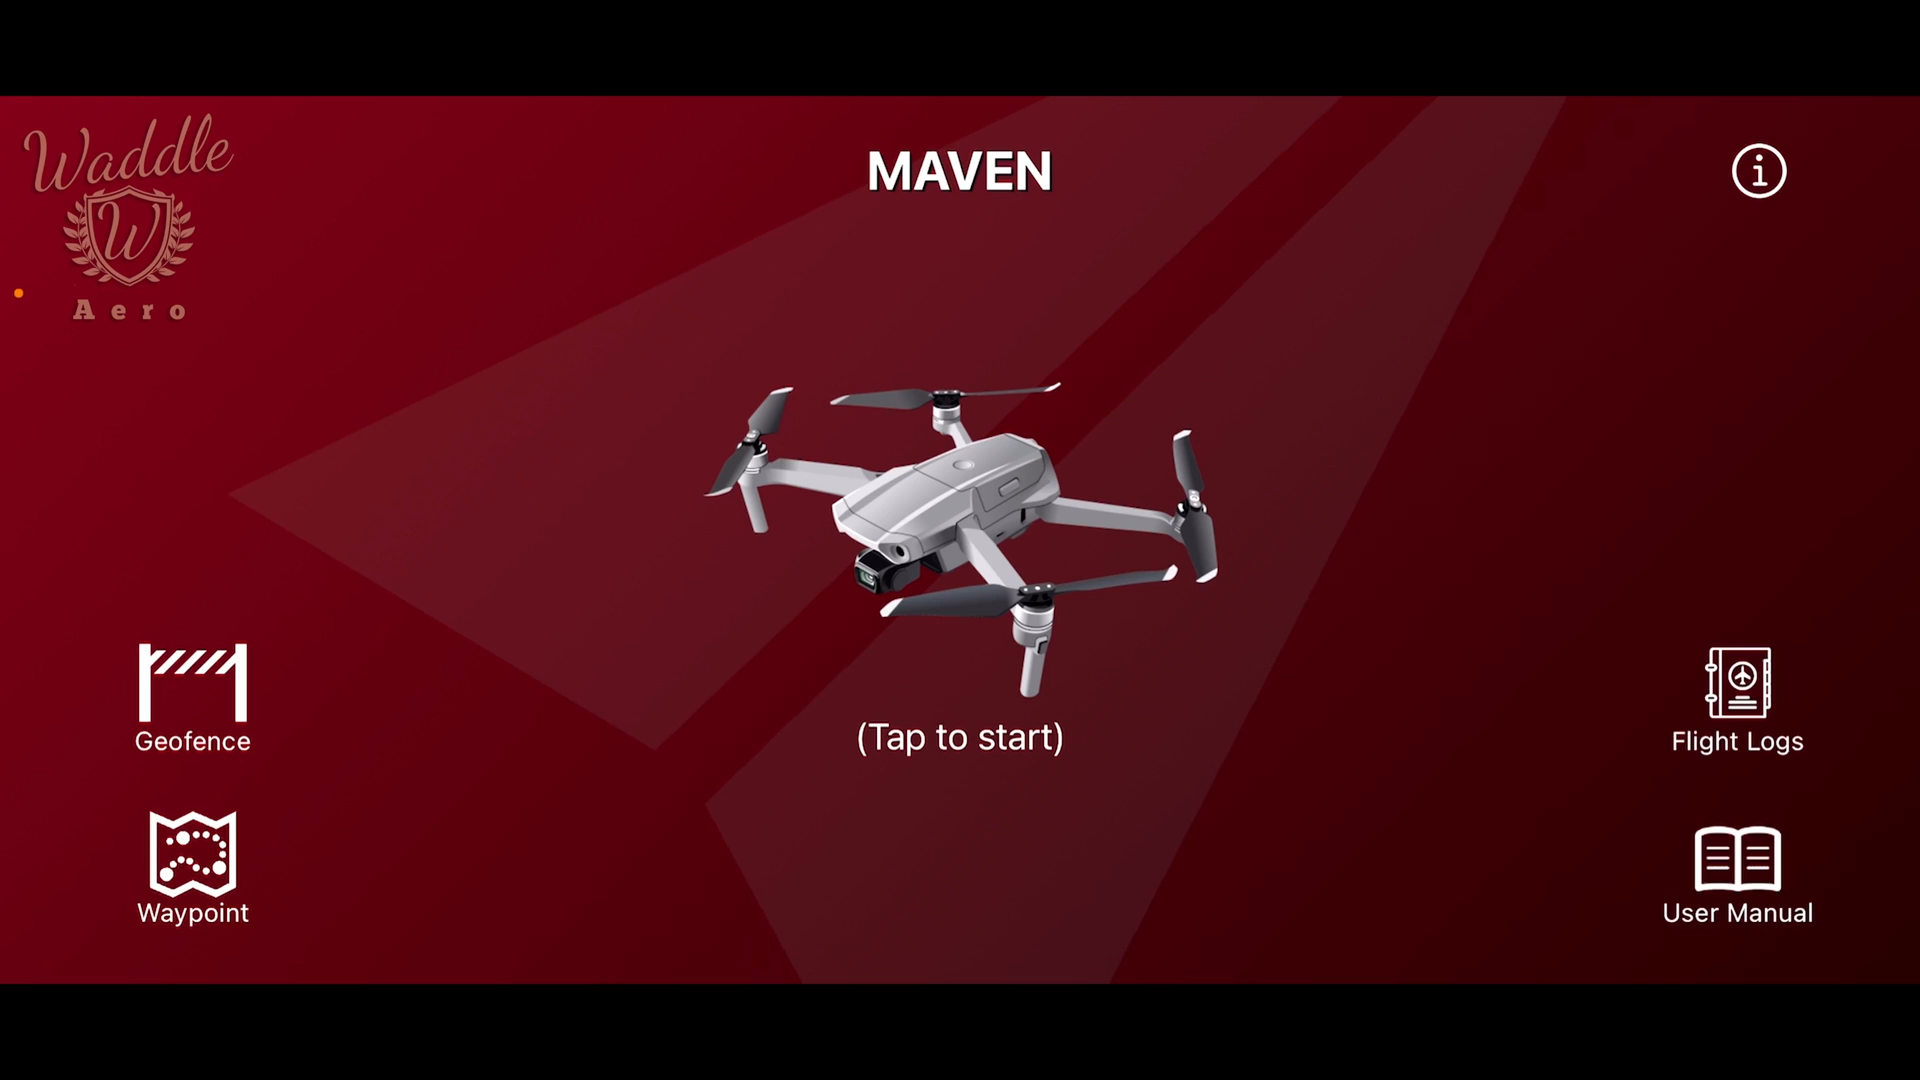 Waddle
W
Aero
MAVEN
i
(Tap to start)
Geofence
Waypoint
Flight Logs
User Manual